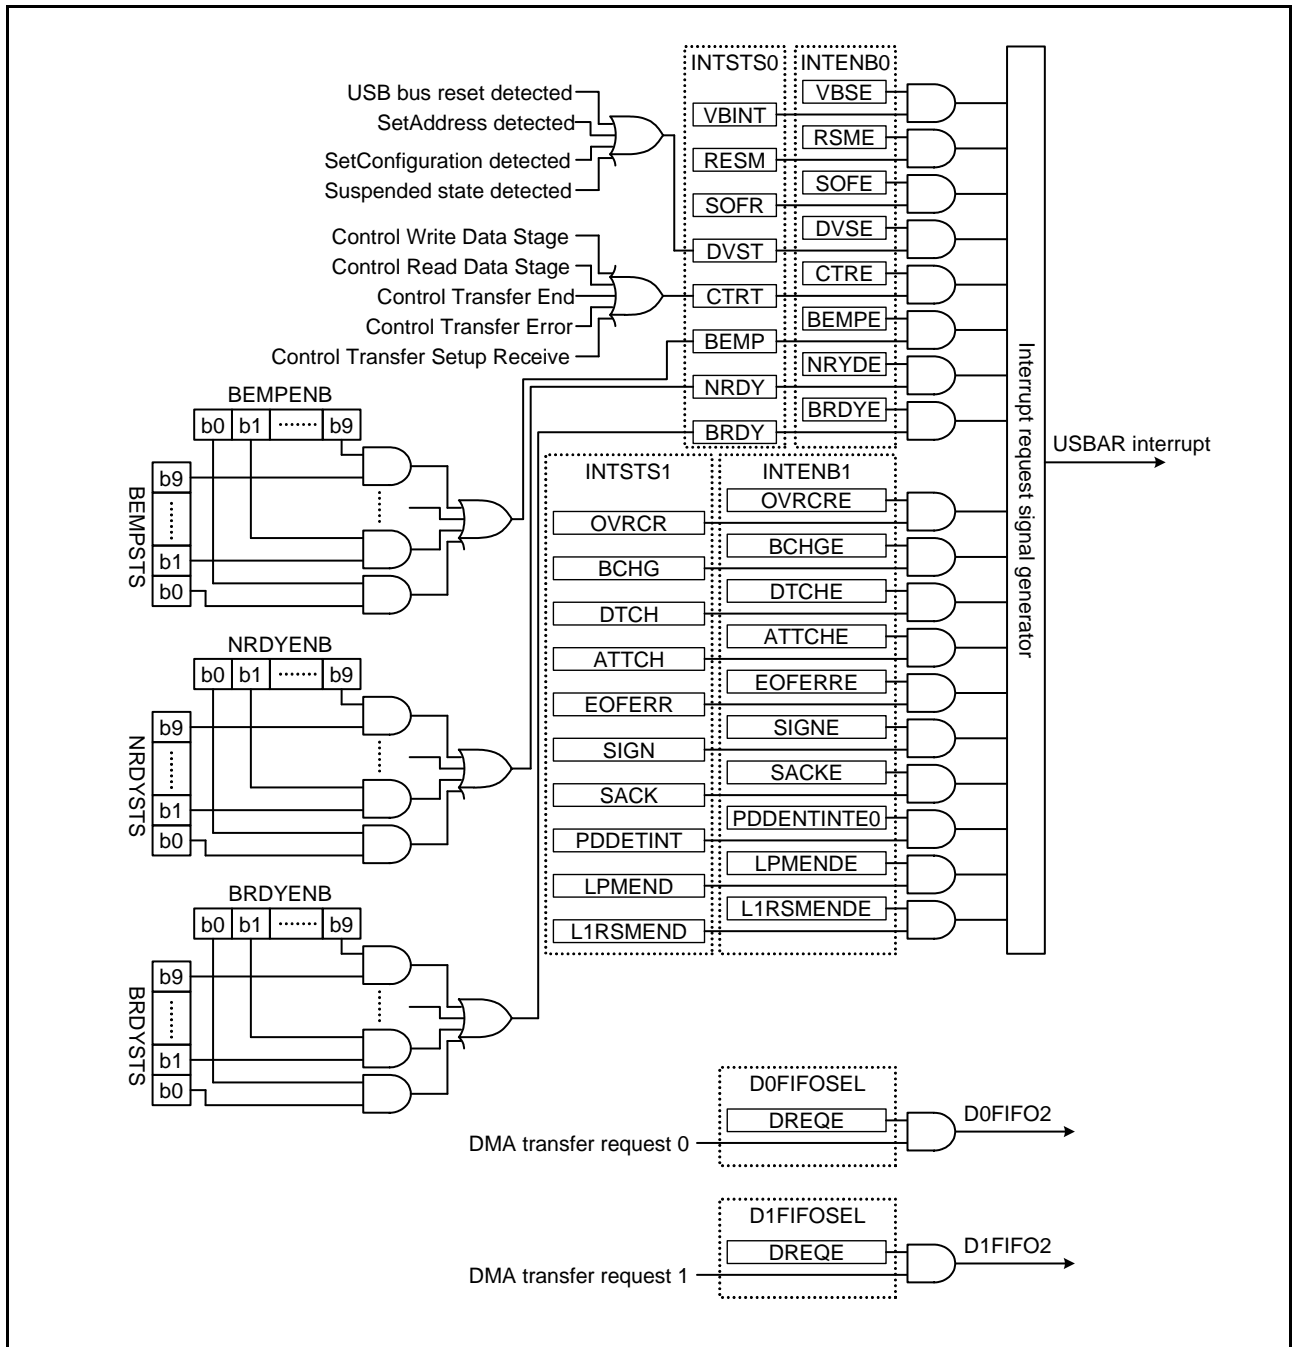 INTSTS0
INTENB0
USB bus reset detected
SetAddress detected
SetConfiguration detected
Suspended state detected
Control Write Data Stage
Control Read Data Stage
Control Transfer End
Control Transfer Error
Control Transfer Setup Receive
VBINT
RESM
SOFR
DVST
CTRT
BEMP
NRDY
BRDY
VBSE
RSME
SOFE
DVSE
CTRE
BEMPE
NRYDE
BRDYE
Interrupt request signal generator
USBAR interrupt
BEMPENB
b0 b1 ······· b9
BEMPSTS
b9
b1
b0
NRDYENB
b0 b1 ······· b9
NRDYSTS
b9
b1
b0
BRDYENB
b0 b1 ······· b9
BRDYSTS
b9
b1
b0
INTSTS1
INTENB1
OVRCR
BCHG
DTCH
ATTCH
EOFERR
SIGN
SACK
PDDETINT
LPMEND
L1RSMEND
OVRCRE
BCHGE
DTCHE
ATTCHE
EOFERRE
SIGNE
SACKE
PDDENTINTE0
LPMENDE
L1RSMENDE
D0FIFOSEL
DREQE
DMA transfer request 0
D0FIFO2
D1FIFOSEL
DREQE
DMA transfer request 1
D1FIFO2